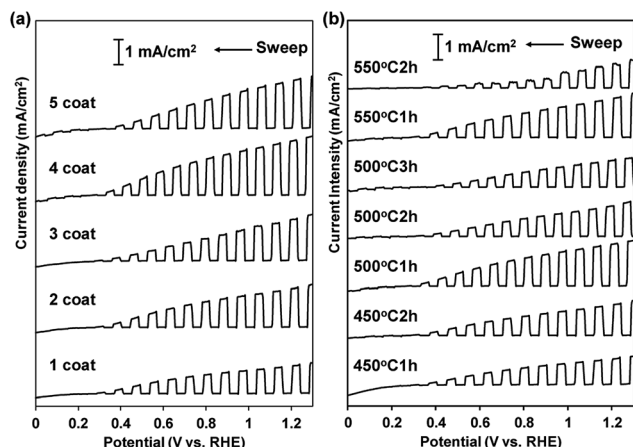 (a)
1 mA/cm²
Sweep
5 coat
4 coat
3 coat
2 coat
1 coat
Current density (mA/cm²)
0 0.2 0.4 0.6 0.8 1 1.2
Potential (V vs. RHE)
(b)
1 mA/cm²
Sweep
550°C2h
550°C1h
500°C3h
500°C2h
500°C1h
450°C2h
450°C1h
Current Intensity (mA/cm²)
0 0.2 0.4 0.6 0.8 1 1.2
Potential (V vs. RHE)